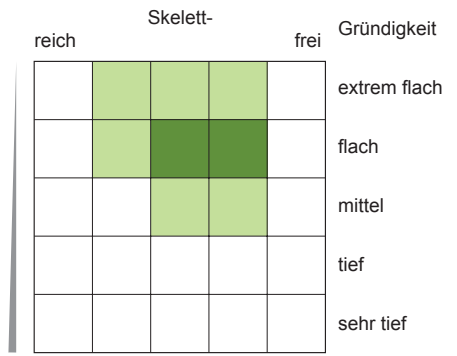 Skelett-
reich frei Gründigkeit
extrem flach
flach
mittel
tief
sehr tief